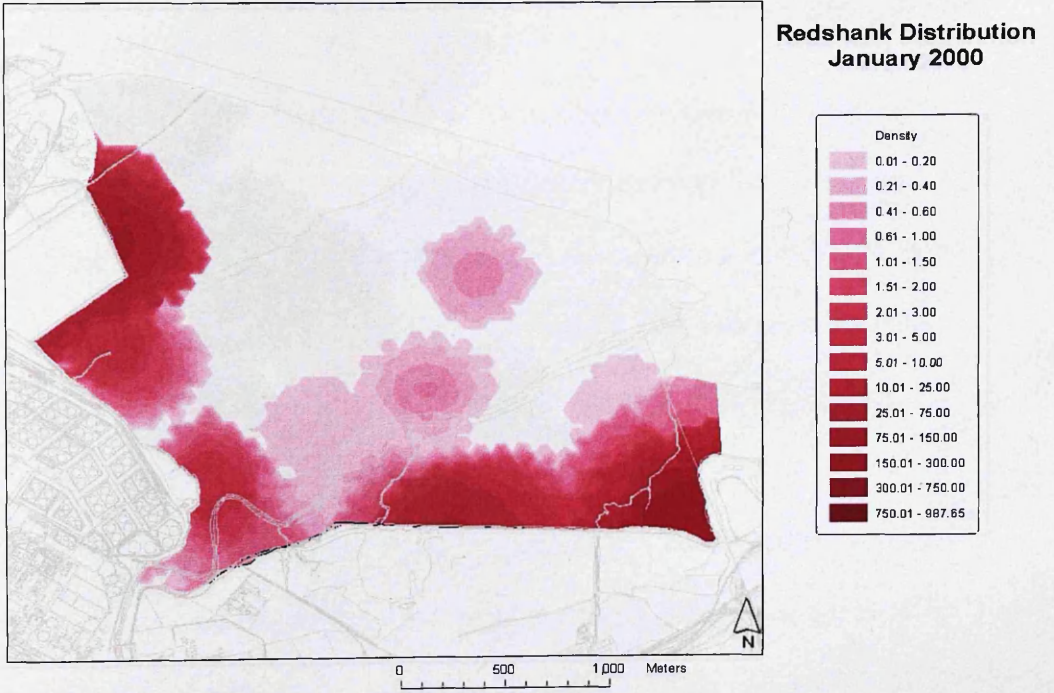 Redshank Distribution
January 2000
Density
0.01 - 0.20
0.21 - 0.40
0.41 - 0.60
0.61 - 1.00
1.01 - 1.50
1.51 - 2.00
2.01 - 3.00
3.01 - 5.00
5.01 - 10.00
10.01 - 25.00
25.01 - 75.00
75.01 - 150.00
150.01 - 300.00
300.01 - 750.00
750.01 - 987.65
N
0 500 1,000 Meters